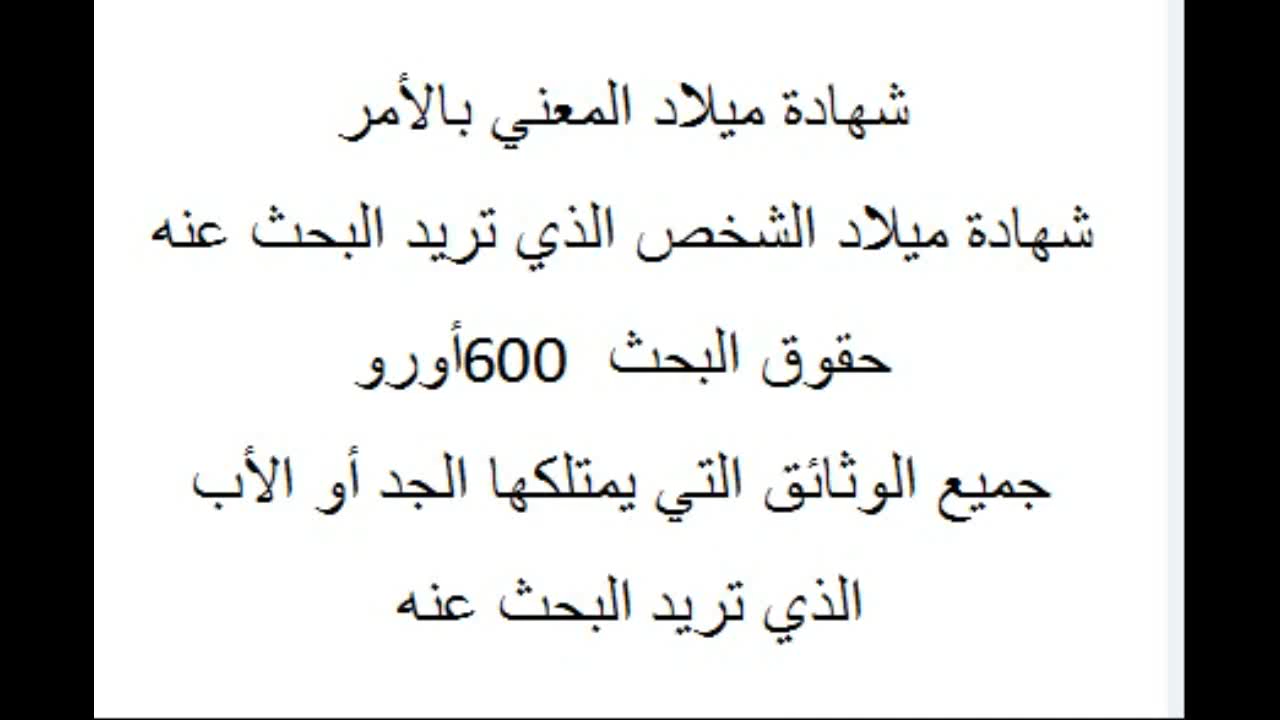 شهادة ميلاد المعني بالأمر
شهادة ميلاد الشخص الذي تريد البحث عنه
حقوق البحث 600أورو
جميع الوثائق التي يمتلكها الجد أو الأب
الذي تريد البحث عنه